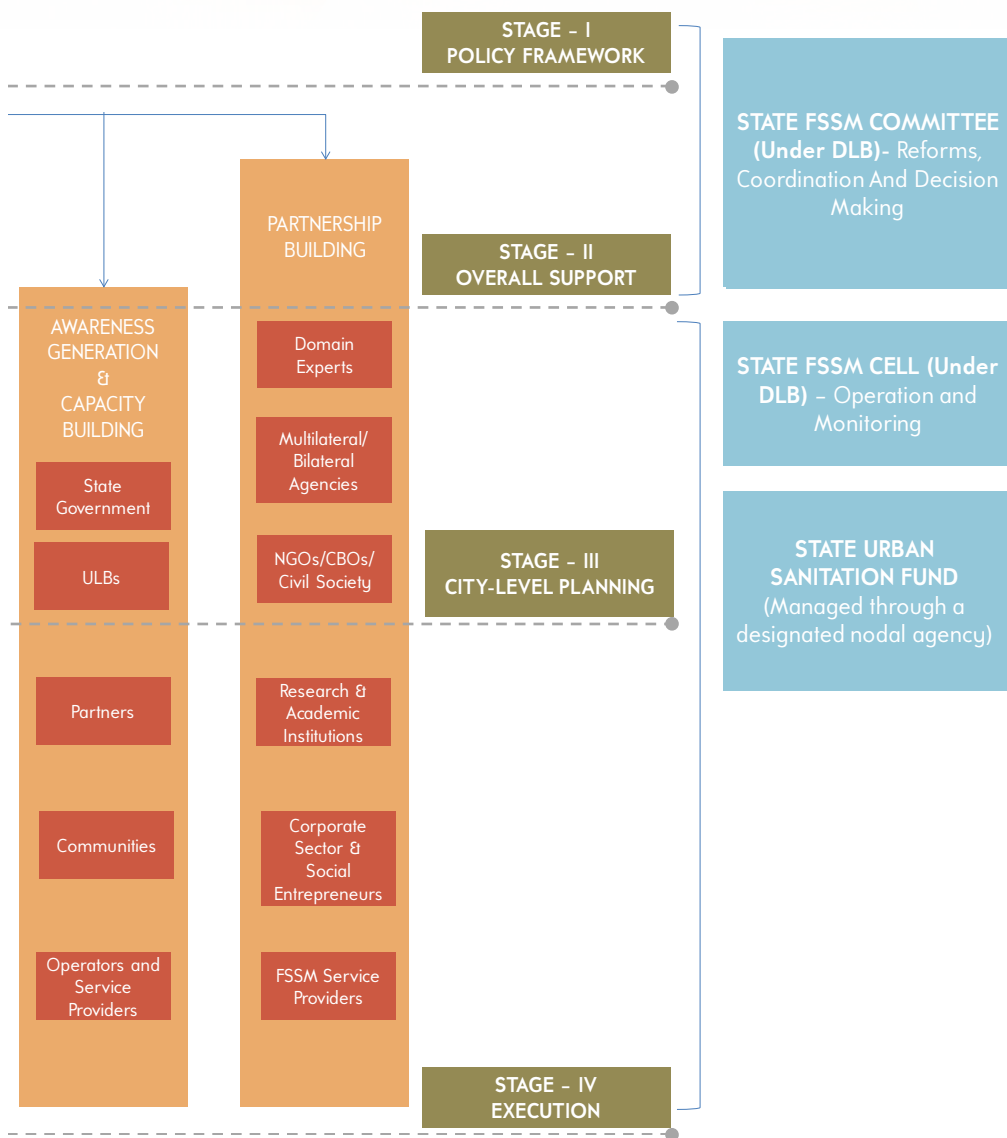 STAGE – I
POLICY FRAMEWORK
STATE FSSM COMMITTEE
(Under DLB)- Reforms,
Coordination And Decision
Making
PARTNERSHIP
BUILDING
STAGE – II
OVERALL SUPPORT
AWARENESS
GENERATION
&
CAPACITY
BUILDING
State
Government
ULBs
Partners
Communities
Operators and
Service
Providers
Domain
Experts
Multilateral/
Bilateral
Agencies
NGOs/CBOs/
Civil Society
Research &
Academic
Institutions
Corporate
Sector &
Social
Entrepreneurs
FSSM Service
Providers
STATE FSSM CELL (Under
DLB) – Operation and
Monitoring
STAGE – III
CITY-LEVEL PLANNING
STATE URBAN
SANITATION FUND
(Managed through a
designated nodal agency)
STAGE – IV
EXECUTION